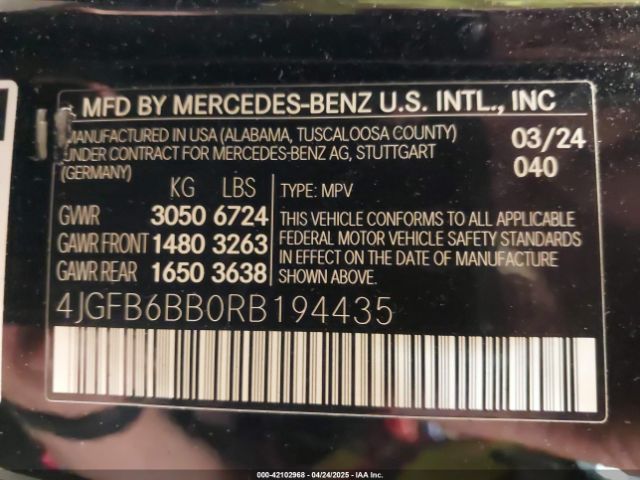 MFD BY MERCEDES-BENZ U.S. INTL., INC
MANUFACTURED IN USA (ALABAMA, TUSCALOOSA COUNTY)
UNDER CONTRACT FOR MERCEDES-BENZ AG, STUTTGART
(GERMANY)
03/24
040
KG LBS
GVWR 3050 6724
GAWR FRONT 1480 3263
GAWR REAR 1650 3638
TYPE: MPV
THIS VEHICLE CONFORMS TO ALL APPLICABLE
FEDERAL MOTOR VEHICLE SAFETY STANDARDS
IN EFFECT ON THE DATE OF MANUFACTURE
SHOWN ABOVE.
4JGFB6BB0RB194435
000-42102968 - 04/24/2025 - IAA Inc.